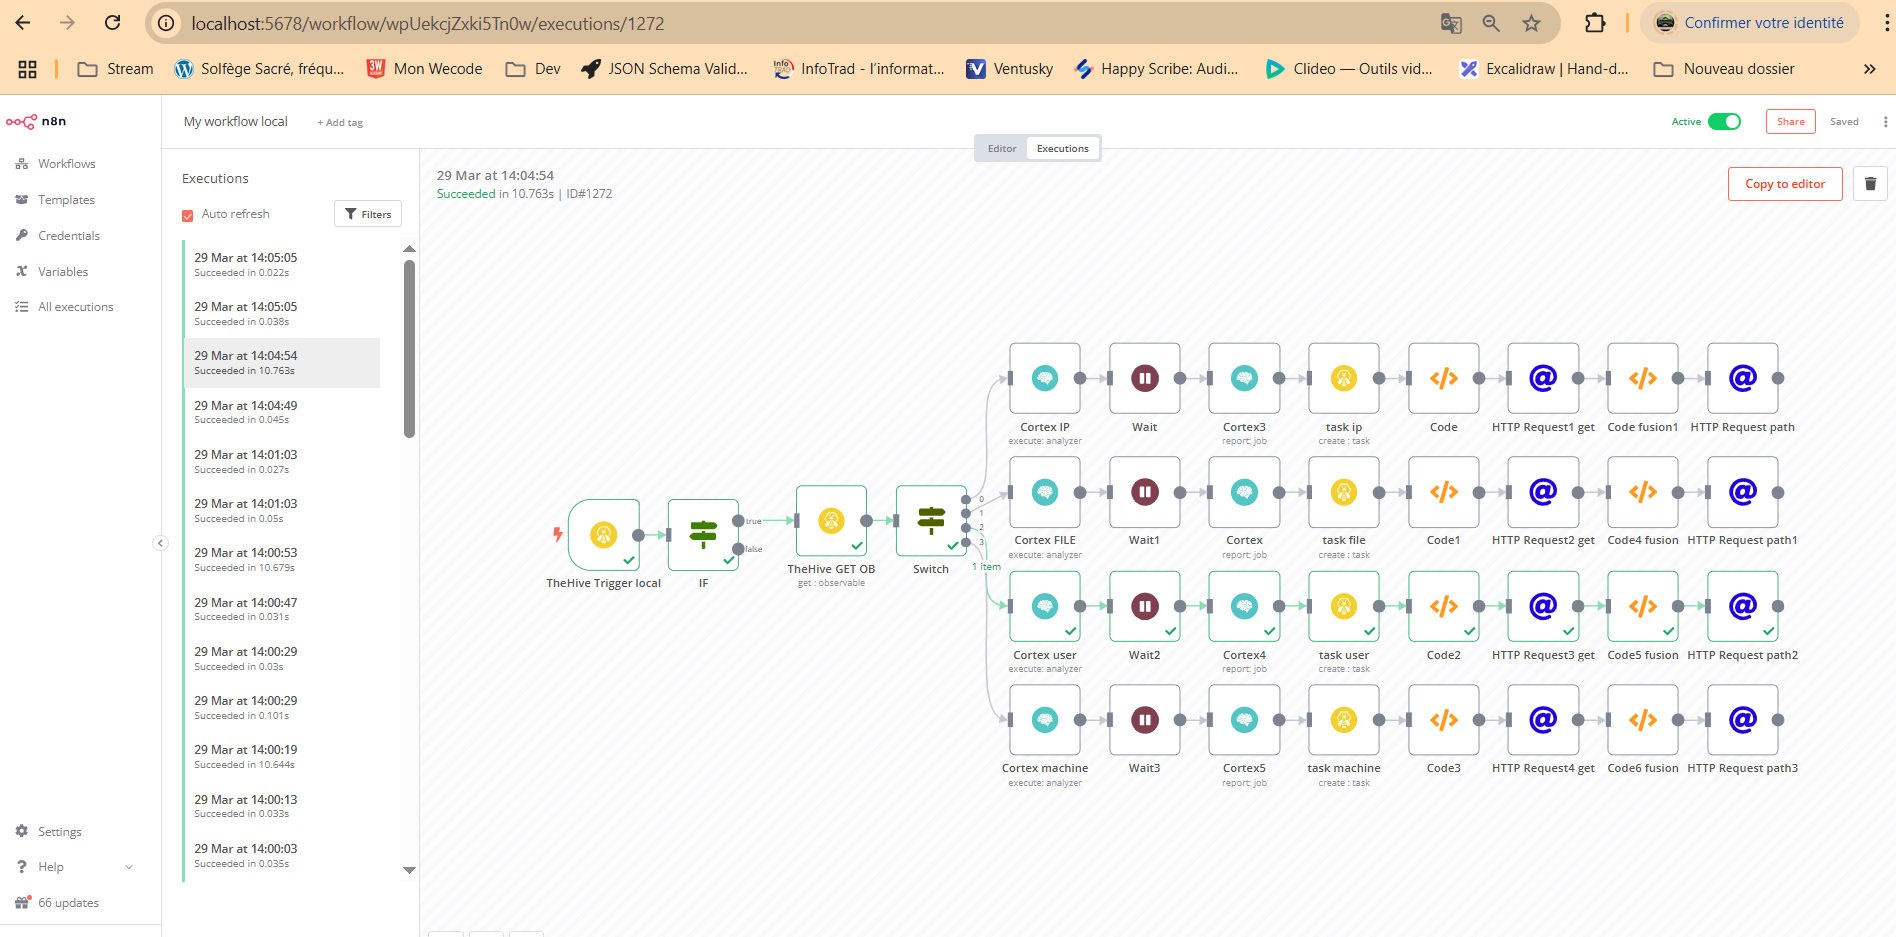 localhost:5678/workflow/wpUekcjZxki5Tn0w/executions/1272
Confirmer votre identité
Stream
Solfège Sacré, fréqu...
Mon Wecode
Dev
JSON Schema Valid...
InfoTrad - l'informat...
Ventusky
Happy Scribe: Audi...
Clideo — Outils vid...
Excalidraw | Hand-d...
Nouveau dossier
n8n
My workflow local
+ Add tag
Active
Share
Saved
Editor
Executions
Workflows
Templates
Credentials
Variables
All executions
Settings
Help
66 updates
Executions
Auto refresh
Filters
29 Mar at 14:05:05
Succeeded in 0.022s
29 Mar at 14:05:05
Succeeded in 0.038s
29 Mar at 14:04:54
Succeeded in 10.763s
29 Mar at 14:04:49
Succeeded in 0.045s
29 Mar at 14:01:03
Succeeded in 0.027s
29 Mar at 14:01:03
Succeeded in 0.05s
29 Mar at 14:00:53
Succeeded in 10.679s
29 Mar at 14:00:47
Succeeded in 0.031s
29 Mar at 14:00:29
Succeeded in 0.03s
29 Mar at 14:00:29
Succeeded in 0.101s
29 Mar at 14:00:19
Succeeded in 10.644s
29 Mar at 14:00:13
Succeeded in 0.033s
29 Mar at 14:00:03
Succeeded in 0.035s
29 Mar at 14:04:54
Succeeded in 10.763s | ID#1272
Copy to editor
TheHive Trigger local
IF
true
false
TheHive GET OB
get : observable
Switch
0
1
2
3
1 item
Cortex IP
execute: analyzer
Wait
Cortex3
report: job
task ip
create : task
Code
HTTP Request1 get
Code fusion1
HTTP Request path
Cortex FILE
execute: analyzer
Wait1
Cortex
report: job
task file
create : task
Code1
HTTP Request2 get
Code4 fusion
HTTP Request path1
Cortex user
execute: analyzer
Wait2
Cortex4
report: job
task user
create : task
Code2
HTTP Request3 get
Code5 fusion
HTTP Request path2
Cortex machine
execute: analyzer
Wait3
Cortex5
report: job
task machine
create : task
Code3
HTTP Request4 get
Code6 fusion
HTTP Request path3